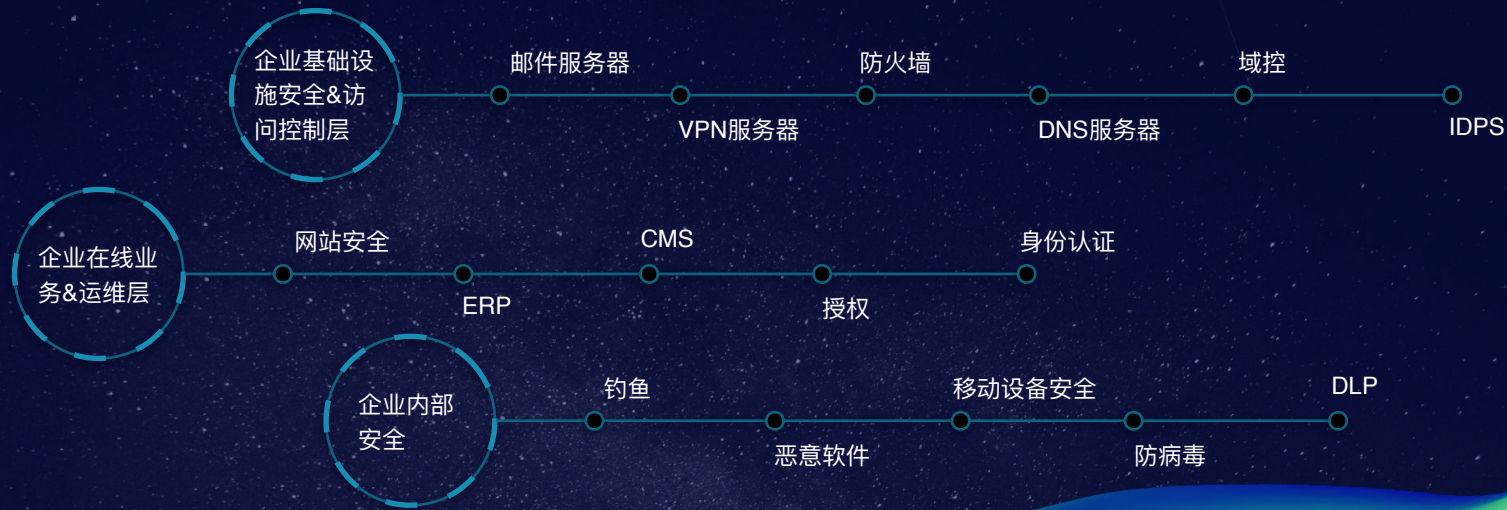 企业基础设
施安全&访
问控制层
邮件服务器
VPN服务器
防火墙
DNS服务器
域控
IDPS
企业在线业
务&运维层
网站安全
ERP
CMS
授权
身份认证
企业内部
安全
钓鱼
恶意软件
移动设备安全
防病毒
DLP